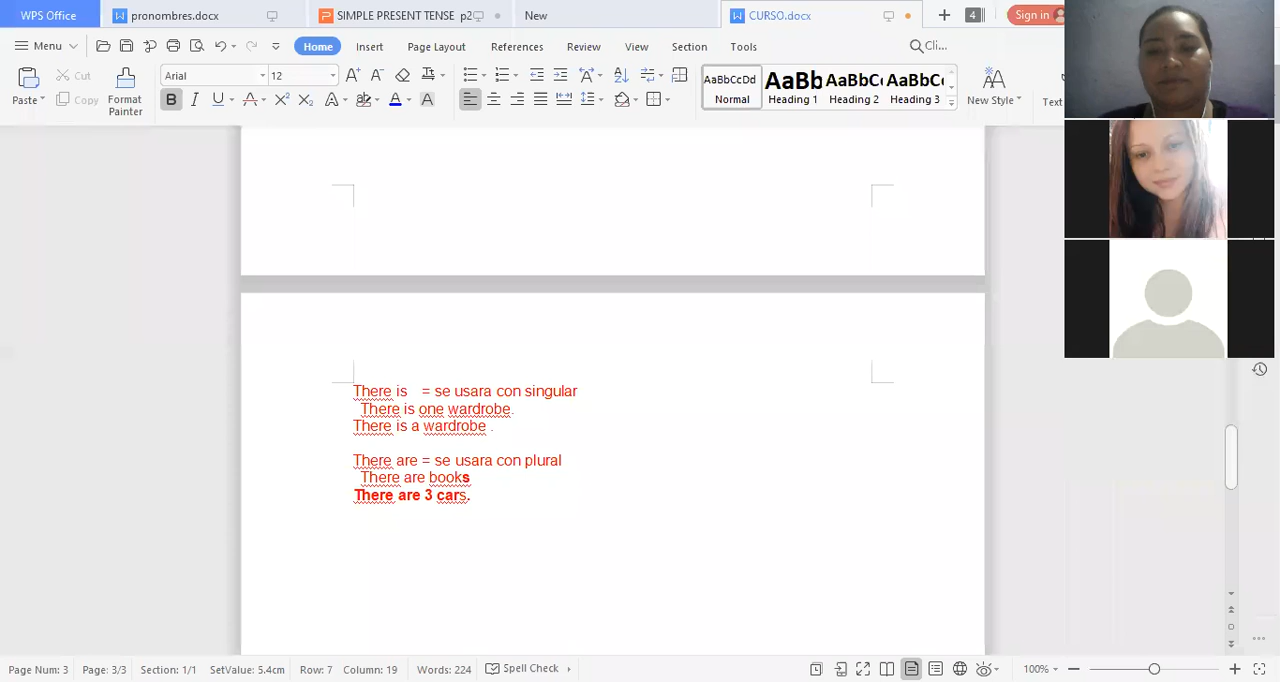 WPS Office
pronombres.docx
SIMPLE PRESENT TENSE p2
New
CURSO.docx
4
Sign in
Menu
Home
Insert
Page Layout
References
Review
View
Section
Tools
Cli...
Paste
Cut
Copy
Format Painter
Arial
12
B I U
AaBbCcDd
Normal
AaBb
Heading 1
AaBbC
Heading 2
AaBbC
Heading 3
New Style
Text
There is = se usara con singular
There is one wardrobe.
There is a wardrobe .
There are = se usara con plural
There are books
There are 3 cars.
Page Num: 3
Page: 3/3
Section: 1/1
SetValue: 5.4cm
Row: 7
Column: 19
Words: 224
Spell Check
100%